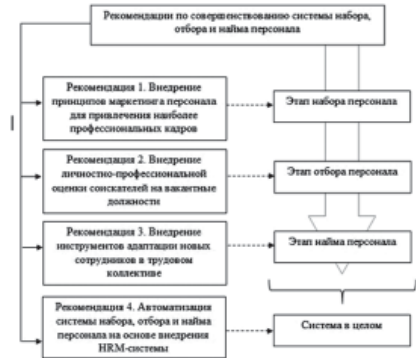 Рекомендации по совершенствованию системы набора,
отбора и найма персонала
Рекомендация 1. Внедрение
принципов маркетинга персонала
для привлечения наиболее
профессиональных кадров
Этап набора персонала
Рекомендация 2. Внедрение
личностно-профессиональной
оценки соискателей на вакантные
должности
Этап отбора персонала
Рекомендация 3. Внедрение
инструментов адаптации новых
сотрудников в трудовом
коллективе
Этап найма персонала
Рекомендация 4. Автоматизация
системы набора, отбора и найма
персонала на основе внедрения
HRM-системы
Система в целом